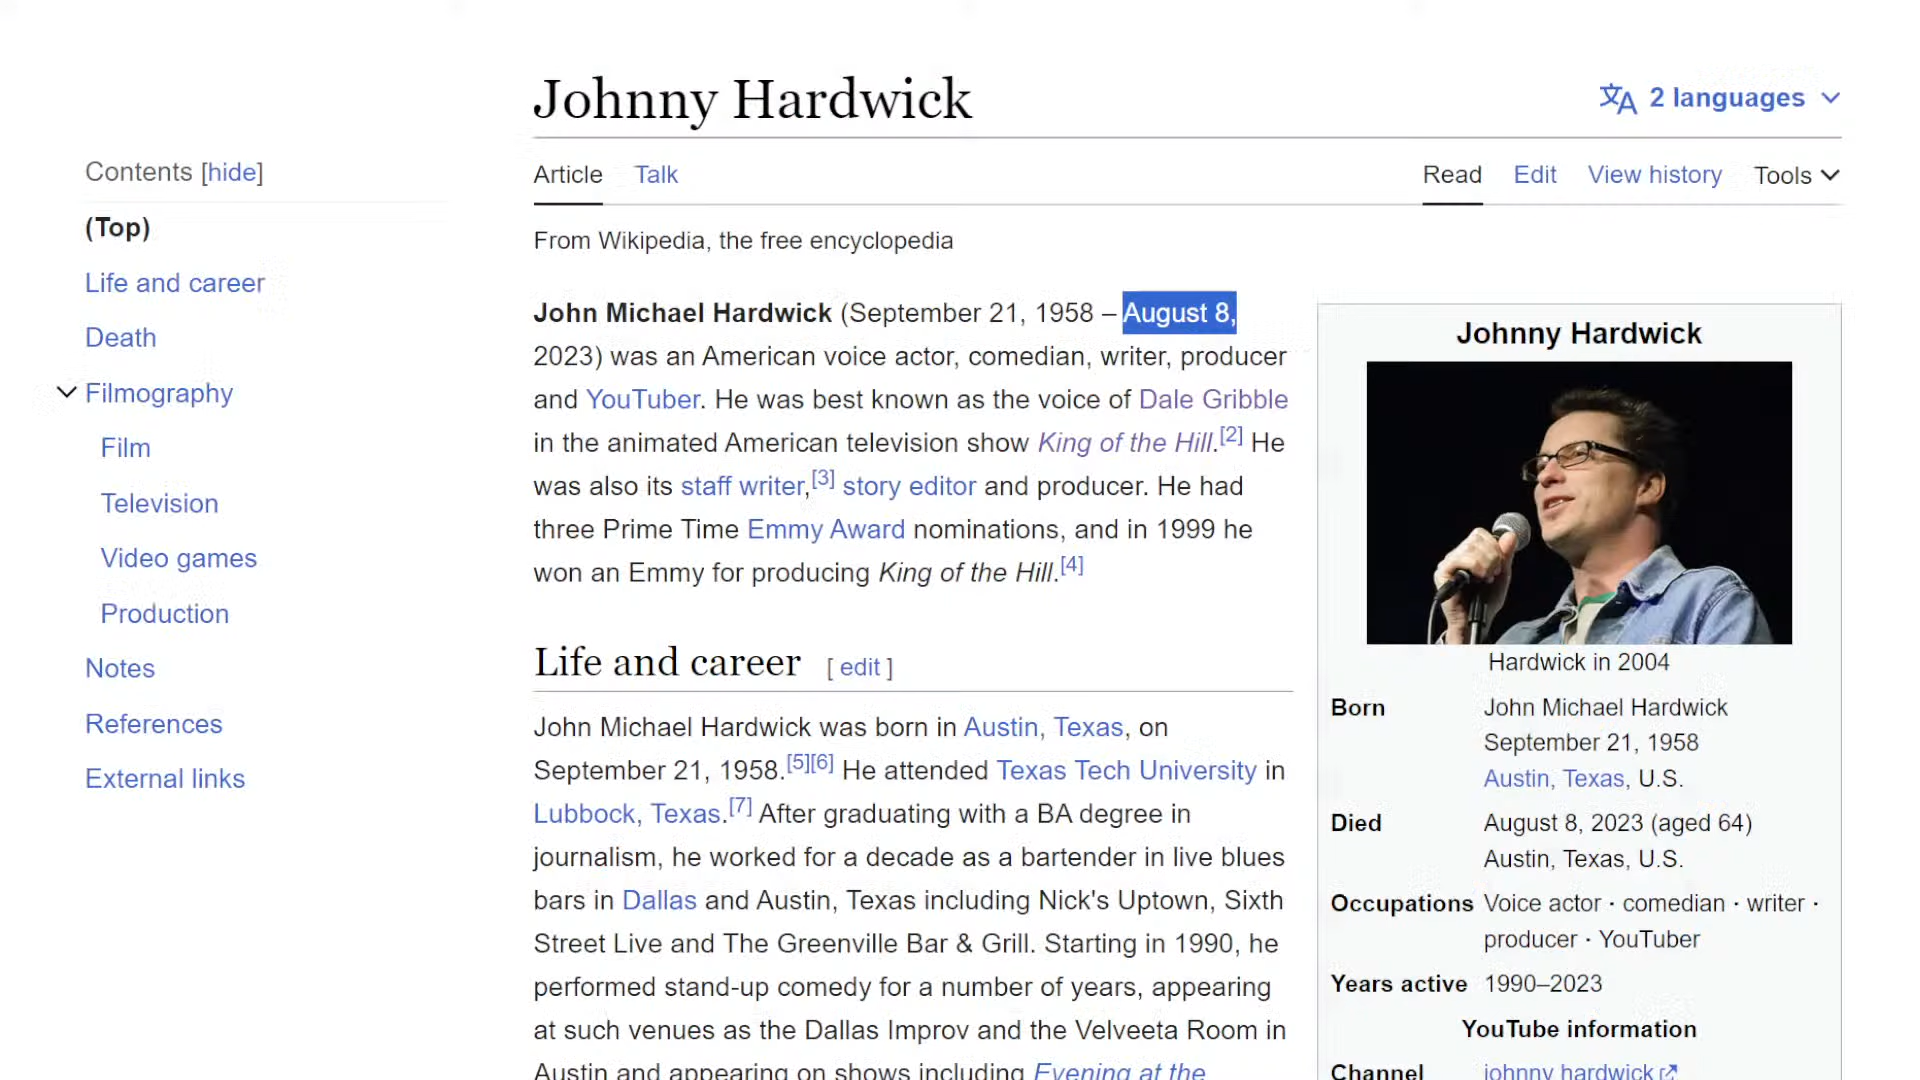 Johnny Hardwick
2 languages
Contents [hide]
(Top)
Life and career
Death
Filmography
Film
Television
Video games
Production
Notes
References
External links
Article Talk
Read Edit View history Tools
From Wikipedia, the free encyclopedia
John Michael Hardwick (September 21, 1958 – August 8,
2023) was an American voice actor, comedian, writer, producer
and YouTuber. He was best known as the voice of Dale Gribble
in the animated American television show King of the Hill.[2] He
was also its staff writer,[3] story editor and producer. He had
three Prime Time Emmy Award nominations, and in 1999 he
won an Emmy for producing King of the Hill.[4]
Life and career [ edit ]
John Michael Hardwick was born in Austin, Texas, on
September 21, 1958.[5][6] He attended Texas Tech University in
Lubbock, Texas.[7] After graduating with a BA degree in
journalism, he worked for a decade as a bartender in live blues
bars in Dallas and Austin, Texas including Nick's Uptown, Sixth
Street Live and The Greenville Bar & Grill. Starting in 1990, he
performed stand-up comedy for a number of years, appearing
at such venues as the Dallas Improv and the Velveeta Room in
Austin and appearing on shows including Evening at the
Johnny Hardwick
Hardwick in 2004
Born John Michael Hardwick
September 21, 1958
Austin, Texas, U.S.
Died August 8, 2023 (aged 64)
Austin, Texas, U.S.
Occupations Voice actor · comedian · writer ·
producer · YouTuber
Years active 1990–2023
YouTube information
Channel johnny hardwick